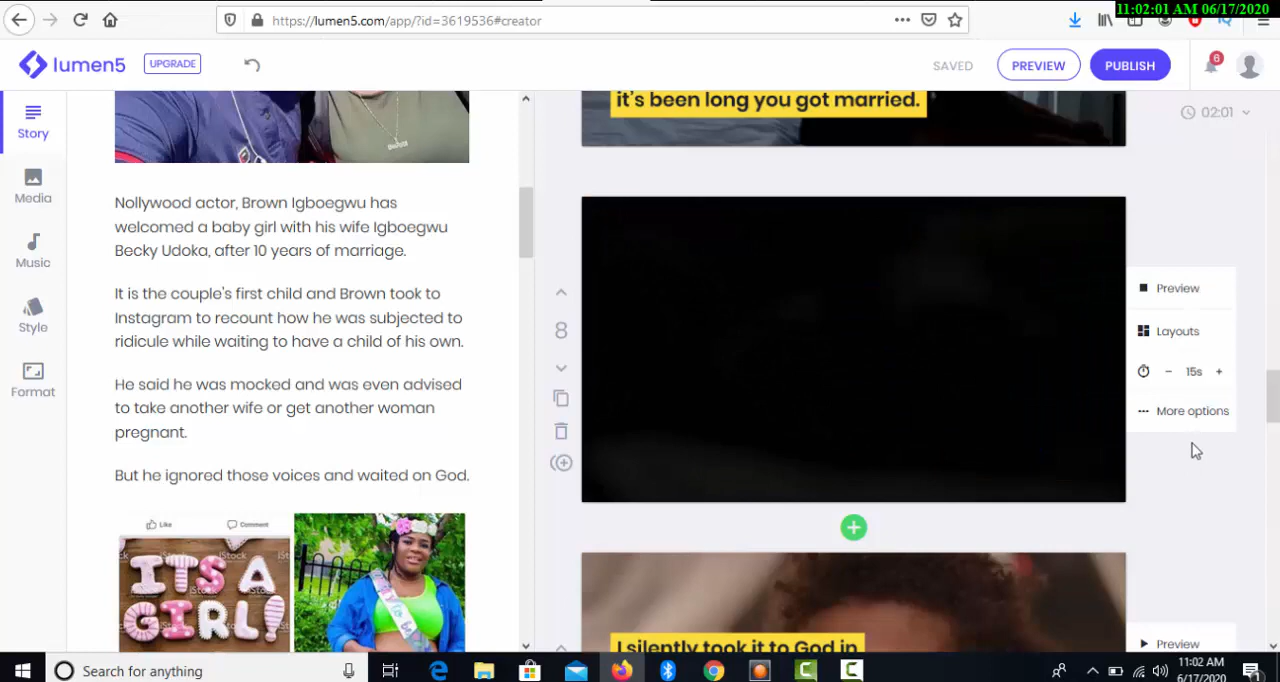 11:02:01 AM 06/17/2020
https://lumen5.com/app/?id=3619536#creator
lumen5
UPGRADE
SAVED
PREVIEW
PUBLISH
6
Story
Media
Music
Style
Format
Nollywood actor, Brown Igboegwu has
welcomed a baby girl with his wife Igboegwu
Becky Udoka, after 10 years of marriage.
It is the couple's first child and Brown took to
Instagram to recount how he was subjected to
ridicule while waiting to have a child of his own.
He said he was mocked and was even advised
to take another wife or get another woman
pregnant.
But he ignored those voices and waited on God.
Like
Comment
iStock
IT'S A
GIRL!
it's been long you got married.
02:01
8
Preview
Layouts
15s
More options
I silently took it to God in
Preview
Search for anything
11:02 AM
6/17/2020
1